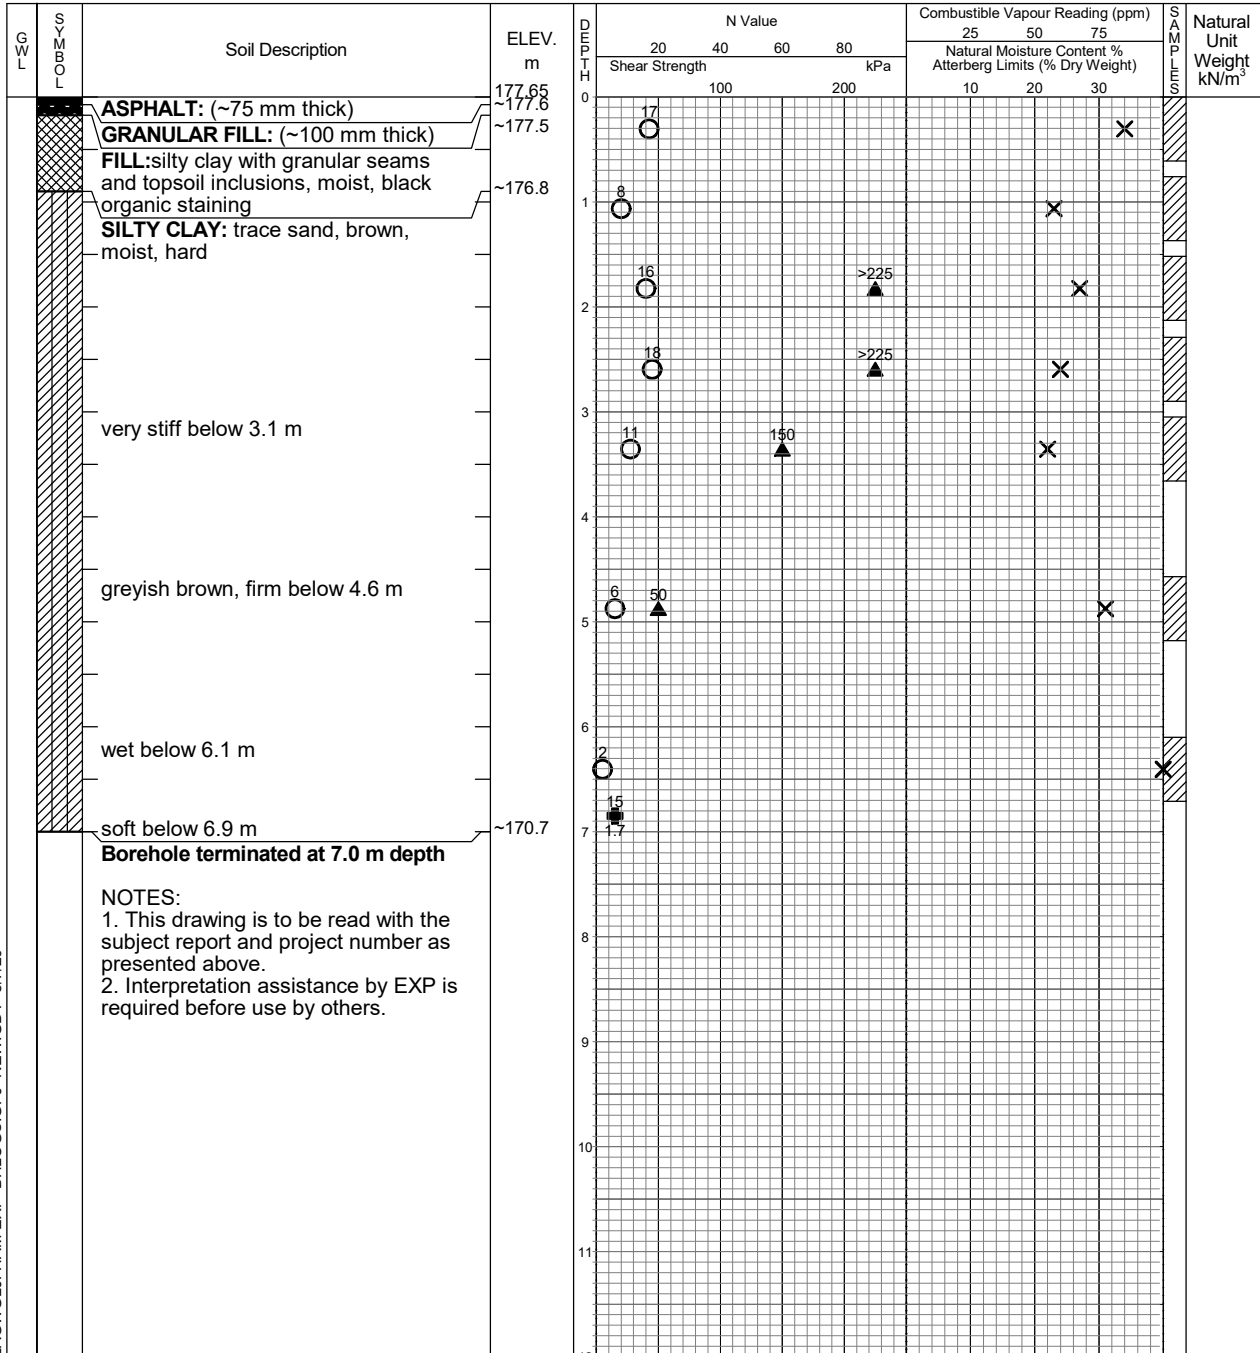 GWL
SYMBOL
Soil Description
ELEV.
m
DEPTH
N Value
20 40 60 80
Shear Strength kPa
100 200
Combustible Vapour Reading (ppm)
25 50 75
Natural Moisture Content %
Atterberg Limits (% Dry Weight)
10 20 30
SAMPLES
Natural
Unit
Weight
kN/m³
177.65
0
ASPHALT: (~75 mm thick)
~177.6
GRANULAR FILL: (~100 mm thick)
~177.5
17
FILL:silty clay with granular seams
and topsoil inclusions, moist, black
organic staining
~176.8
8
1
SILTY CLAY: trace sand, brown,
moist, hard
16
>225
2
18
>225
3
very stiff below 3.1 m
11
150
4
greyish brown, firm below 4.6 m
6
50
5
6
wet below 6.1 m
2
15
1.7
soft below 6.9 m
~170.7
7
Borehole terminated at 7.0 m depth
NOTES:
1. This drawing is to be read with the
subject report and project number as
presented above.
2. Interpretation assistance by EXP is
required before use by others.
8
9
10
11